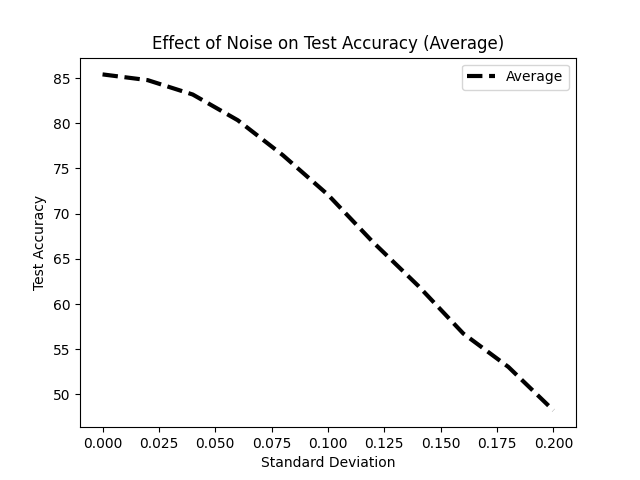 Effect of Noise on Test Accuracy (Average)
Average
85
80
75
70
65
60
55
50
Test Accuracy
0.000 0.025 0.050 0.075 0.100 0.125 0.150 0.175 0.200
Standard Deviation